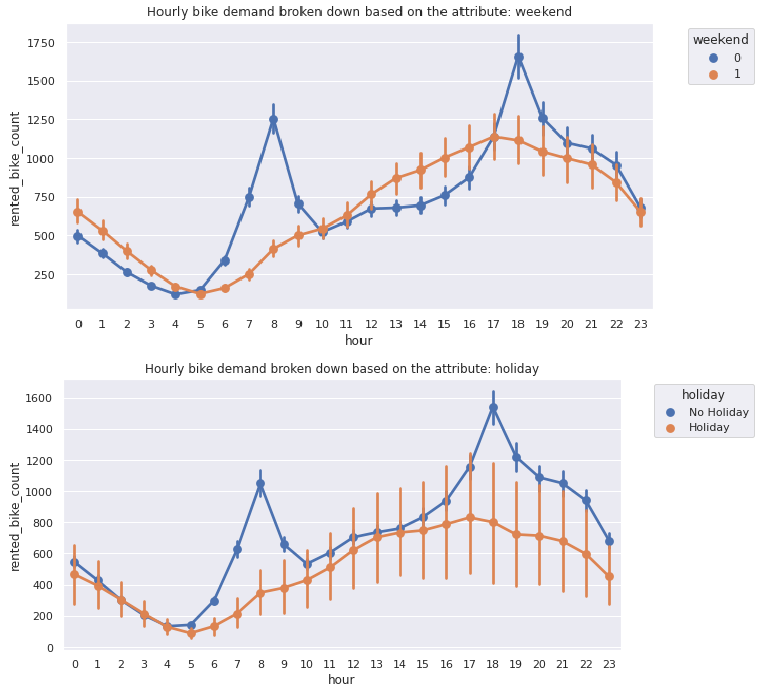 Hourly bike demand broken down based on the attribute: weekend
weekend
0
1
1750
1500
1250
1000
750
500
250
rented_bike_count
0 1 2 3 4 5 6 7 8 9 10 11 12 13 14 15 16 17 18 19 20 21 22 23
hour
Hourly bike demand broken down based on the attribute: holiday
holiday
No Holiday
Holiday
1600
1400
1200
1000
800
600
400
200
0
rented_bike_count
0 1 2 3 4 5 6 7 8 9 10 11 12 13 14 15 16 17 18 19 20 21 22 23
hour